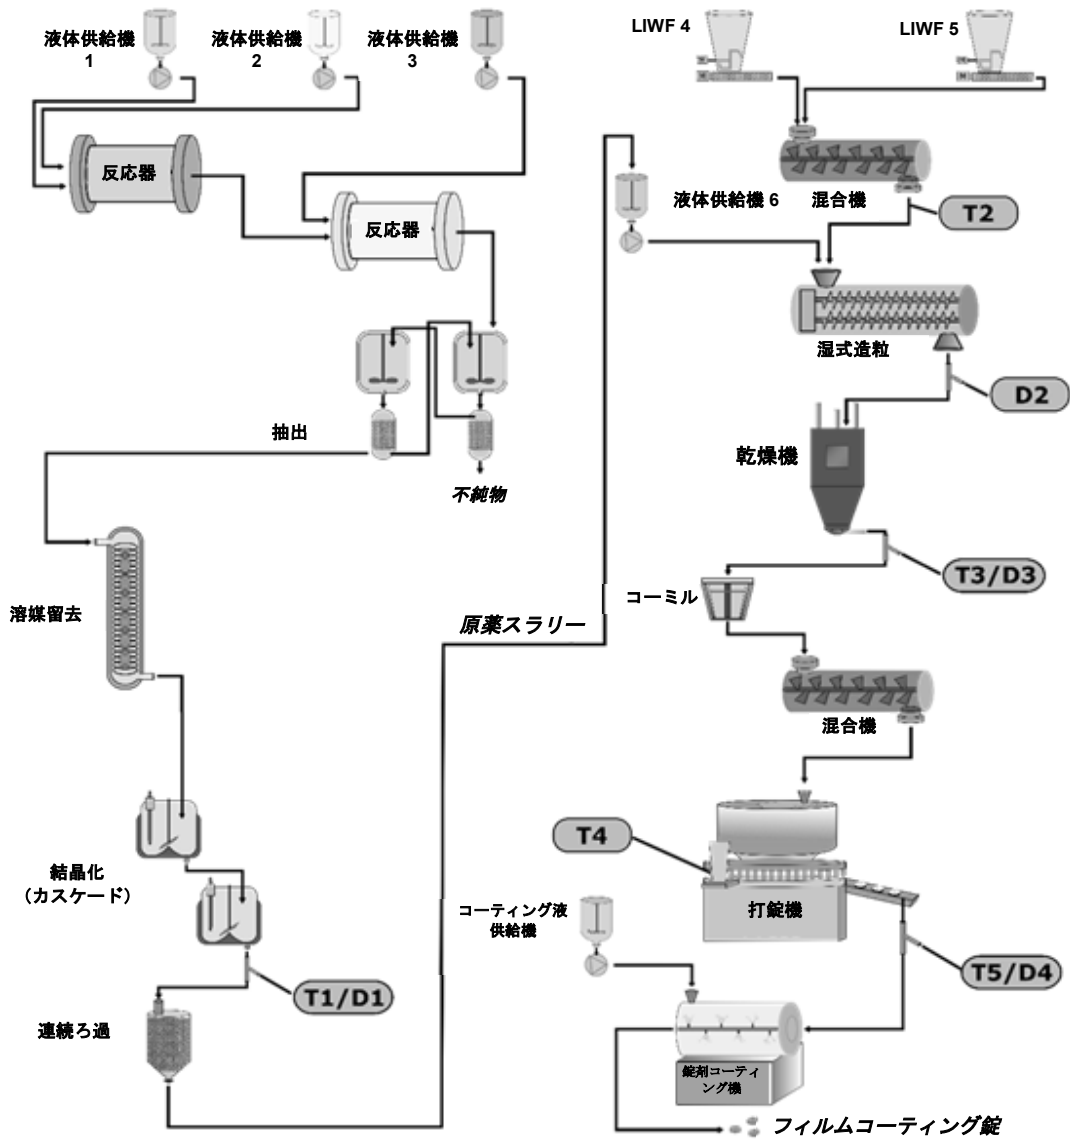 液体供給機
1
液体供給機
2
液体供給機
3
LIWF 4
LIWF 5
反応器
反応器
液体供給機 6
混合機
T2
湿式造粒
D2
抽出
不純物
乾燥機
T3/D3
溶媒留去
コーミル
原薬スラリー
混合機
結晶化
(カスケード)
T1/D1
連続ろ過
T4
打錠機
コーティング液
供給機
T5/D4
錠剤コーティ
ング機
フィルムコーティング錠